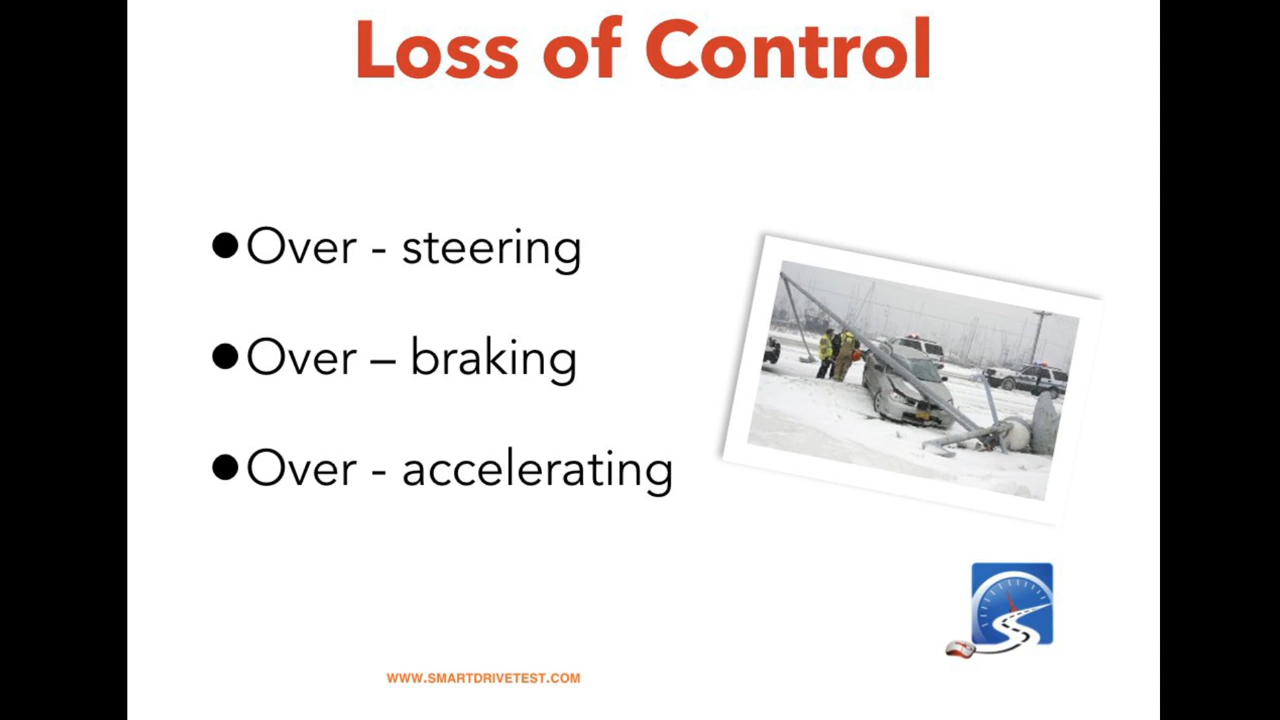 Loss of Control
●Over - steering
●Over – braking
●Over - accelerating
WWW.SMARTDRIVETEST.COM